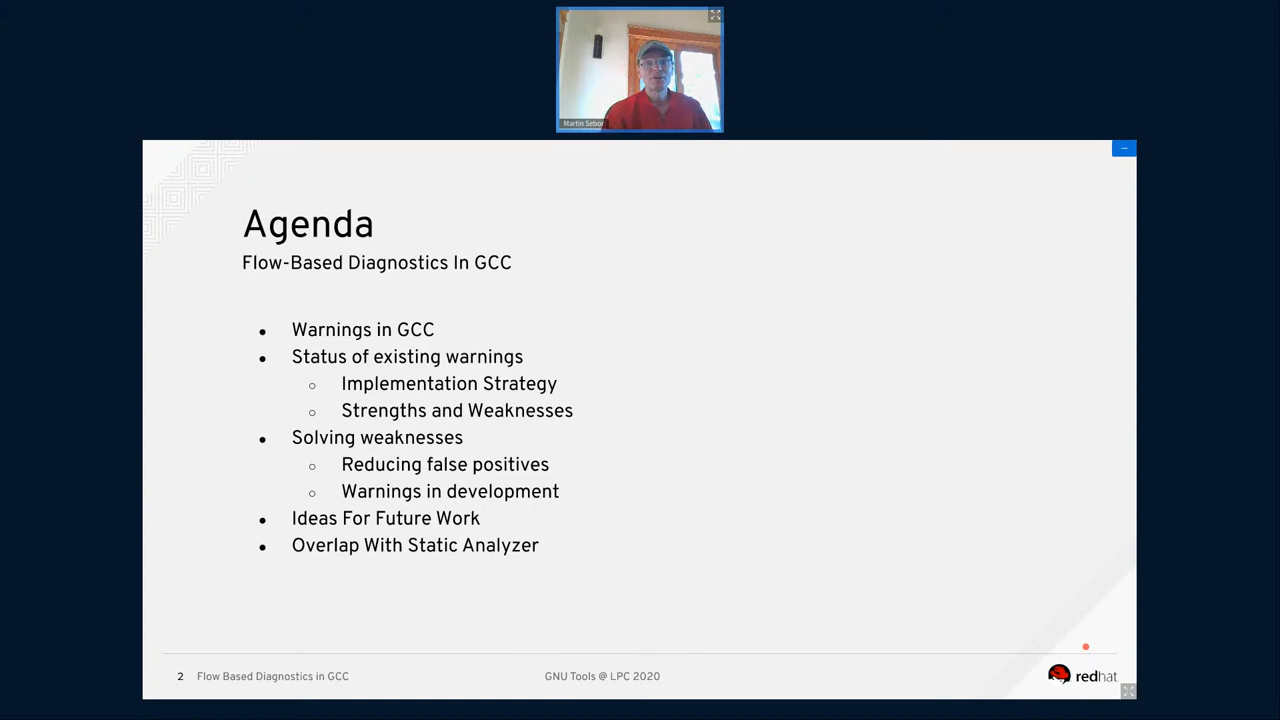 Martin Sebor
Agenda
Flow-Based Diagnostics In GCC
● Warnings in GCC
● Status of existing warnings
○ Implementation Strategy
○ Strengths and Weaknesses
● Solving weaknesses
○ Reducing false positives
○ Warnings in development
● Ideas For Future Work
● Overlap With Static Analyzer
2 Flow Based Diagnostics in GCC GNU Tools @ LPC 2020 redhat